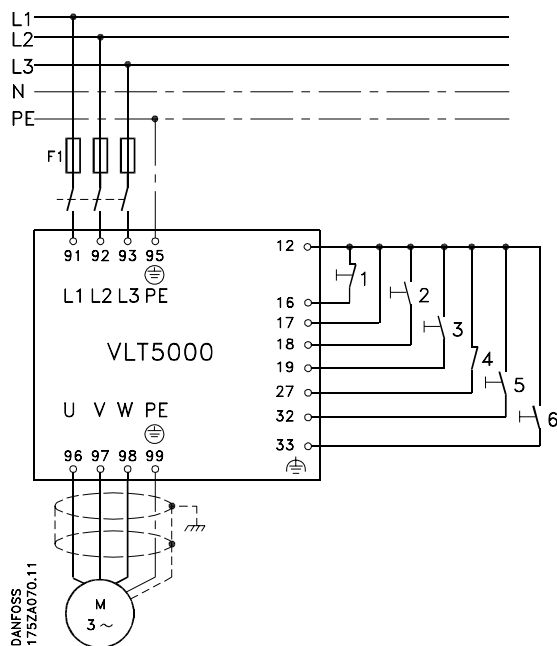 L1
L2
L3
N
PE
F1
91 92 93 95
12
L1 L2 L3 PE
16
1
17
2
18
3
VLT5000
19
4
27
5
U V W PE
32
6
33
96 97 98 99
M
3 ~
DANFOSS
175ZA070.11